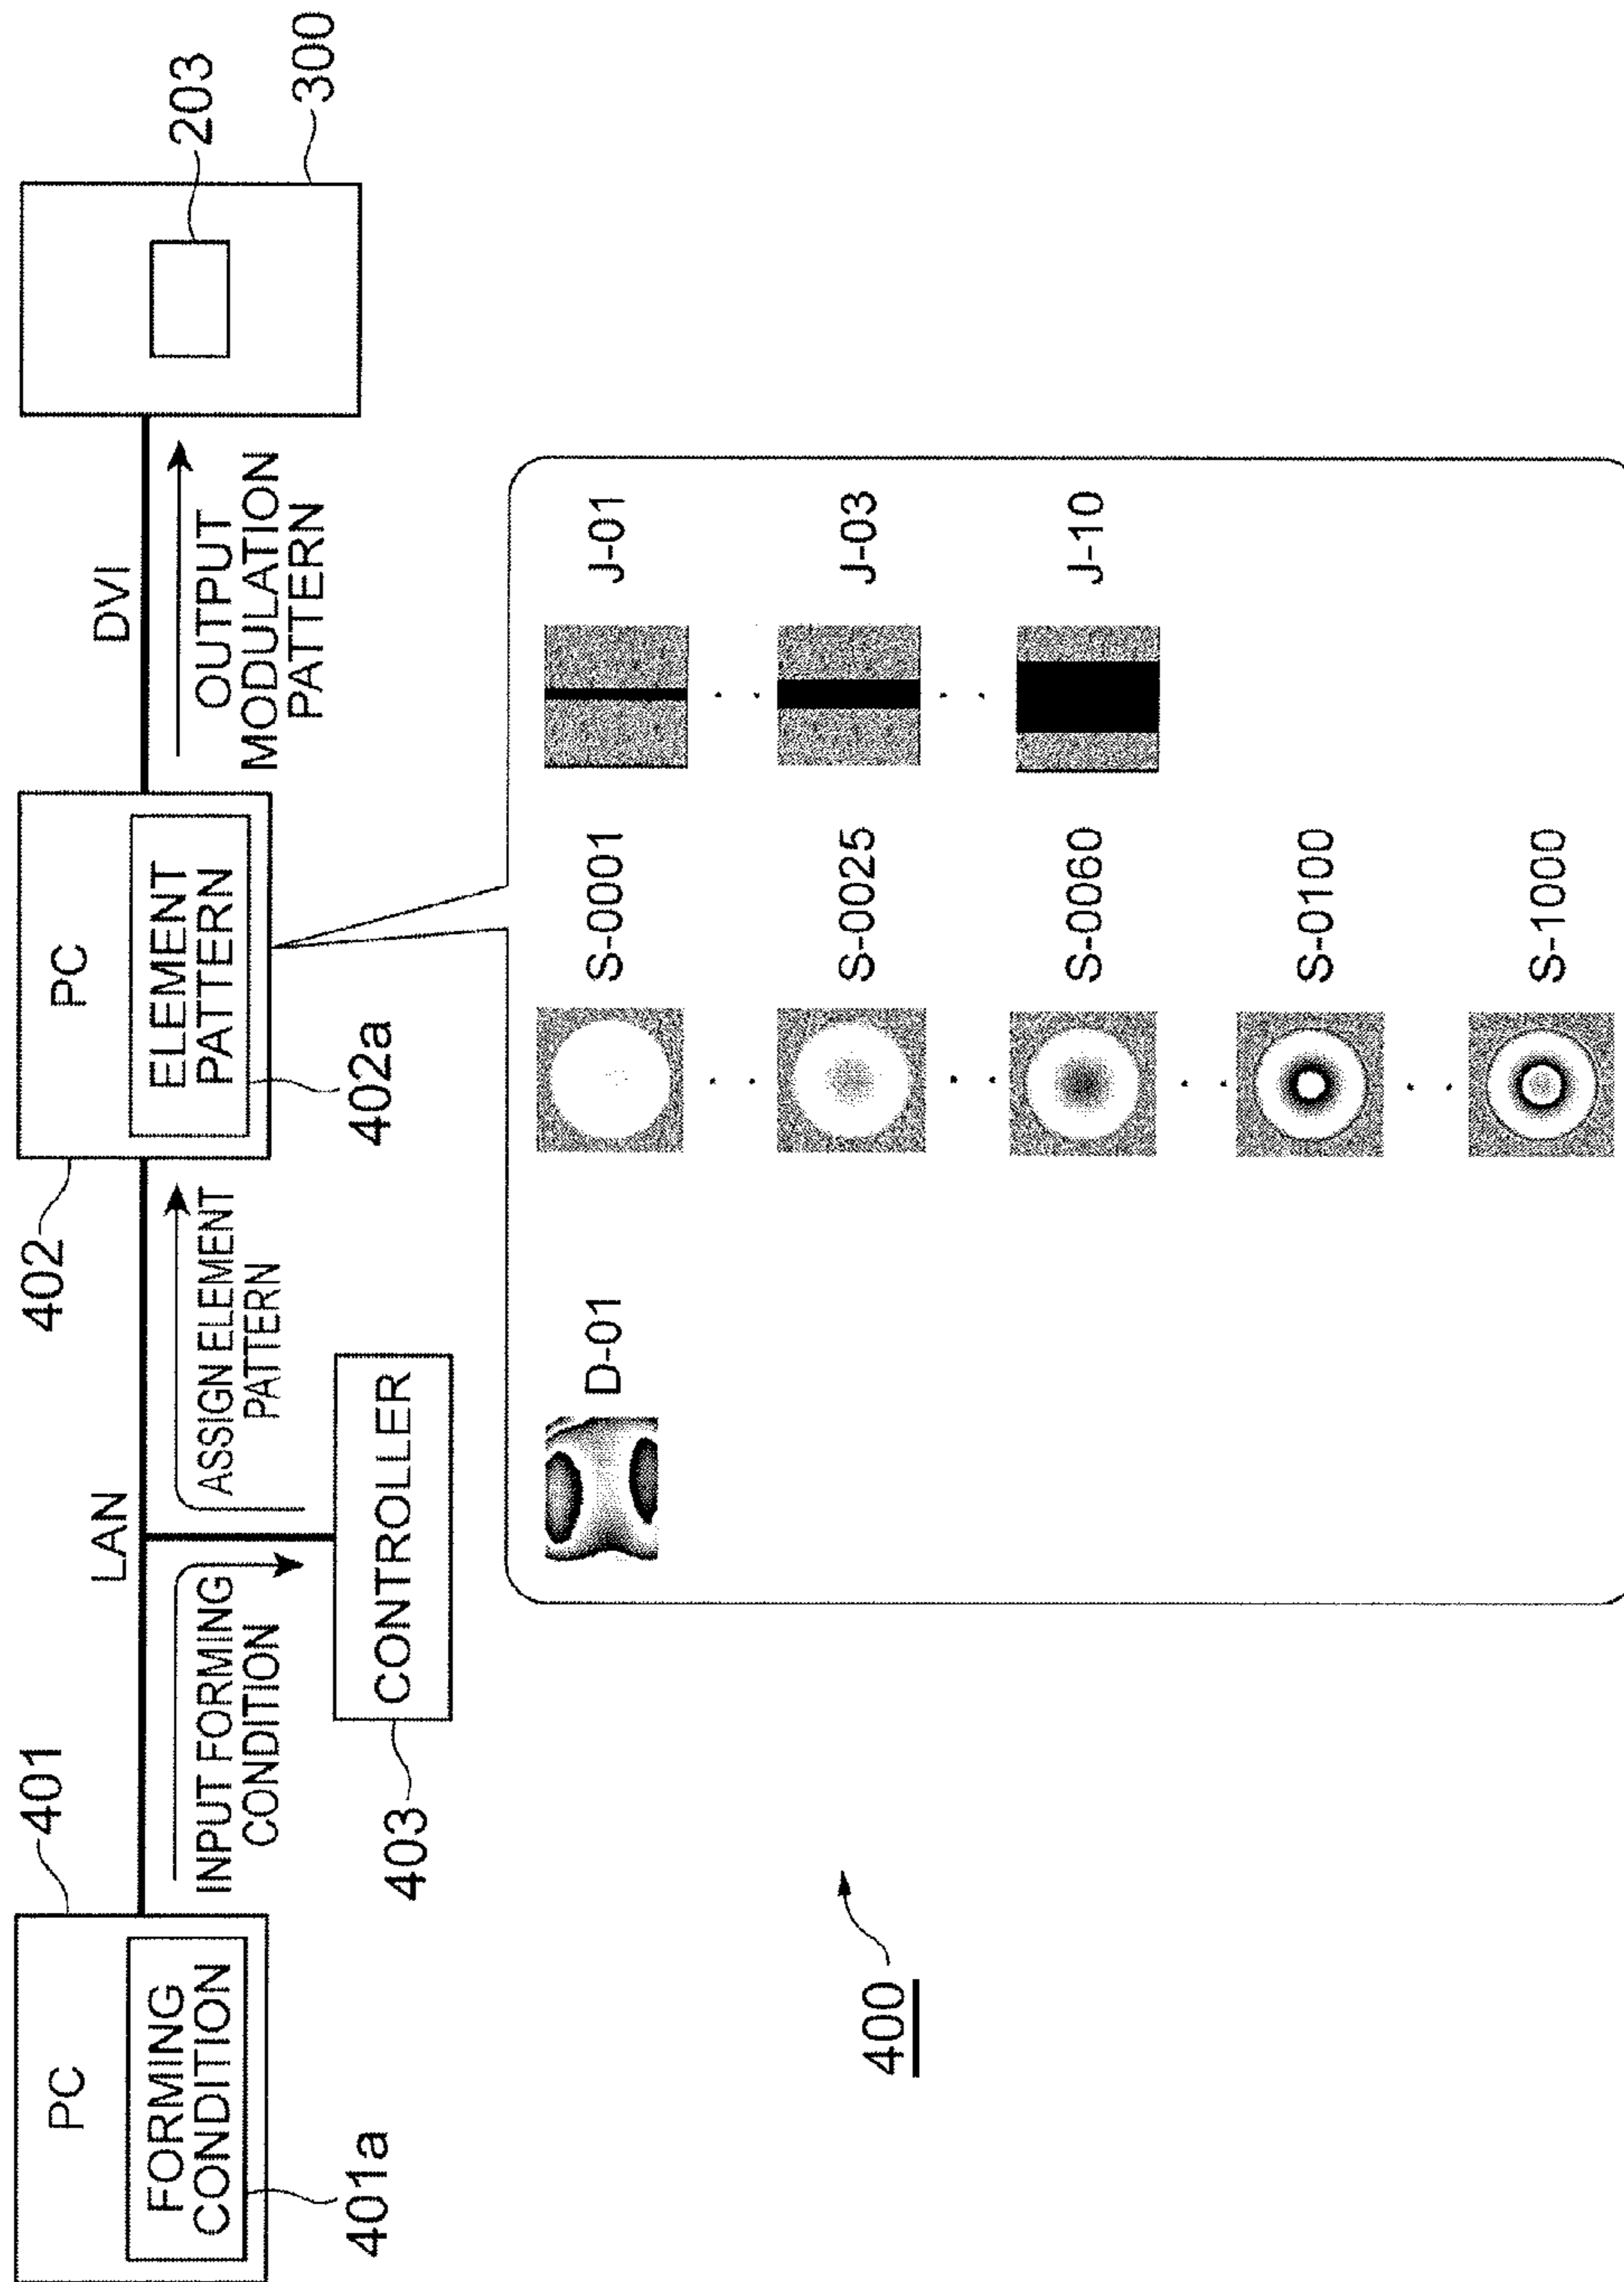 401
PC
FORMING
CONDITION
401a
LAN
INPUT FORMING
CONDITION
CONTROLLER
403
ASSIGN ELEMENT
PATTERN
402
PC
ELEMENT
PATTERN
402a
DVI
OUTPUT
MODULATION
PATTERN
203
300
D-01
S-0001
J-01
S-0025
J-03
S-0060
J-10
S-0100
S-1000
400